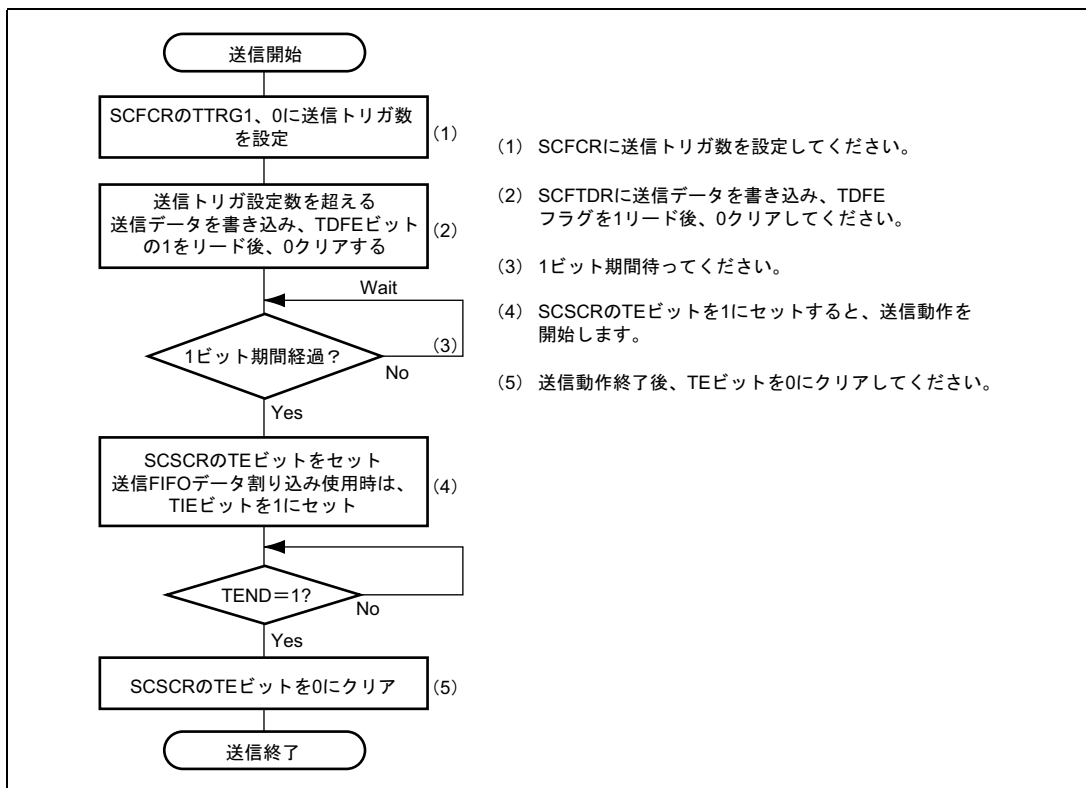 送信開始
SCFCRのTTRG1、0に送信トリガ数
を設定
(1)
送信トリガ設定数を超える
送信データを書き込み、TDFEビット
の1をリード後、0クリアする
(2)
Wait
1ビット期間経過？
(3)
No
Yes
SCSCRのTEビットをセット
送信FIFOデータ割り込み使用時は、
TIEビットを1にセット
(4)
TEND＝1?
No
Yes
SCSCRのTEビットを0にクリア
(5)
送信終了
(1) SCFCRに送信トリガ数を設定してください。
(2) SCFTDRに送信データを書き込み、TDFE
フラグを1リード後、0クリアしてください。
(3) 1ビット期間待ってください。
(4) SCSCRのTEビットを1にセットすると、送信動作を
開始します。
(5) 送信動作終了後、TEビットを0にクリアしてください。